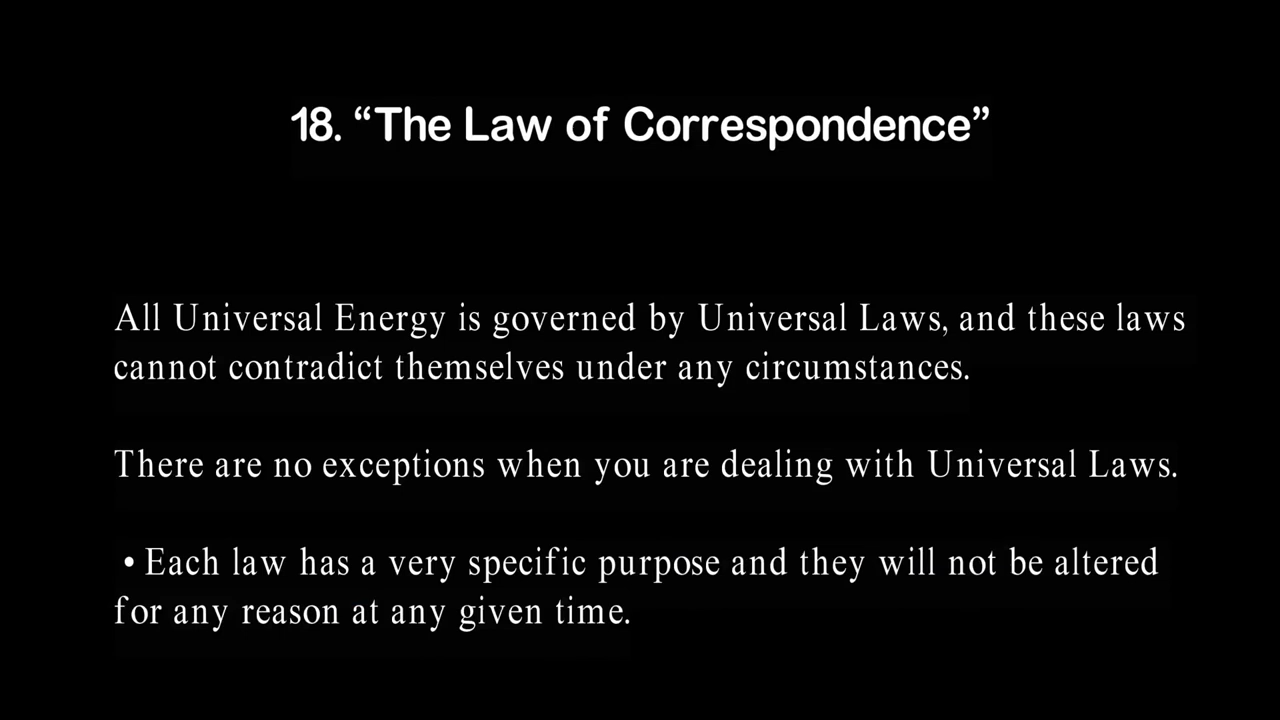 18. “The Law of Correspondence”
All Universal Energy is governed by Universal Laws, and these laws
cannot contradict themselves under any circumstances.
There are no exceptions when you are dealing with Universal Laws.
• Each law has a very specific purpose and they will not be altered
for any reason at any given time.